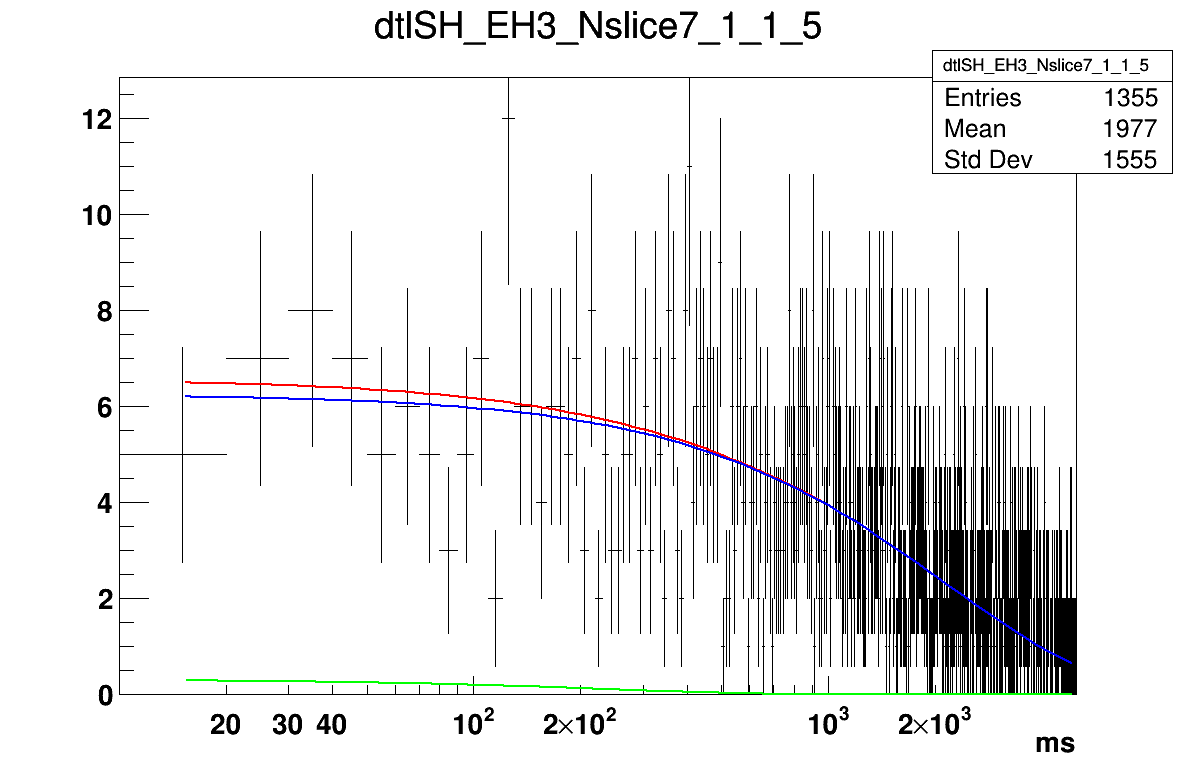 dtISH_EH3_Nslice7_1_1_5
dtISH_EH3_Nslice7_1_1_5
Entries 1355
Mean 1977
Std Dev 1555
12
10
8
6
4
2
0
20 30 40 10² 2×10² 10³ 2×10³
ms